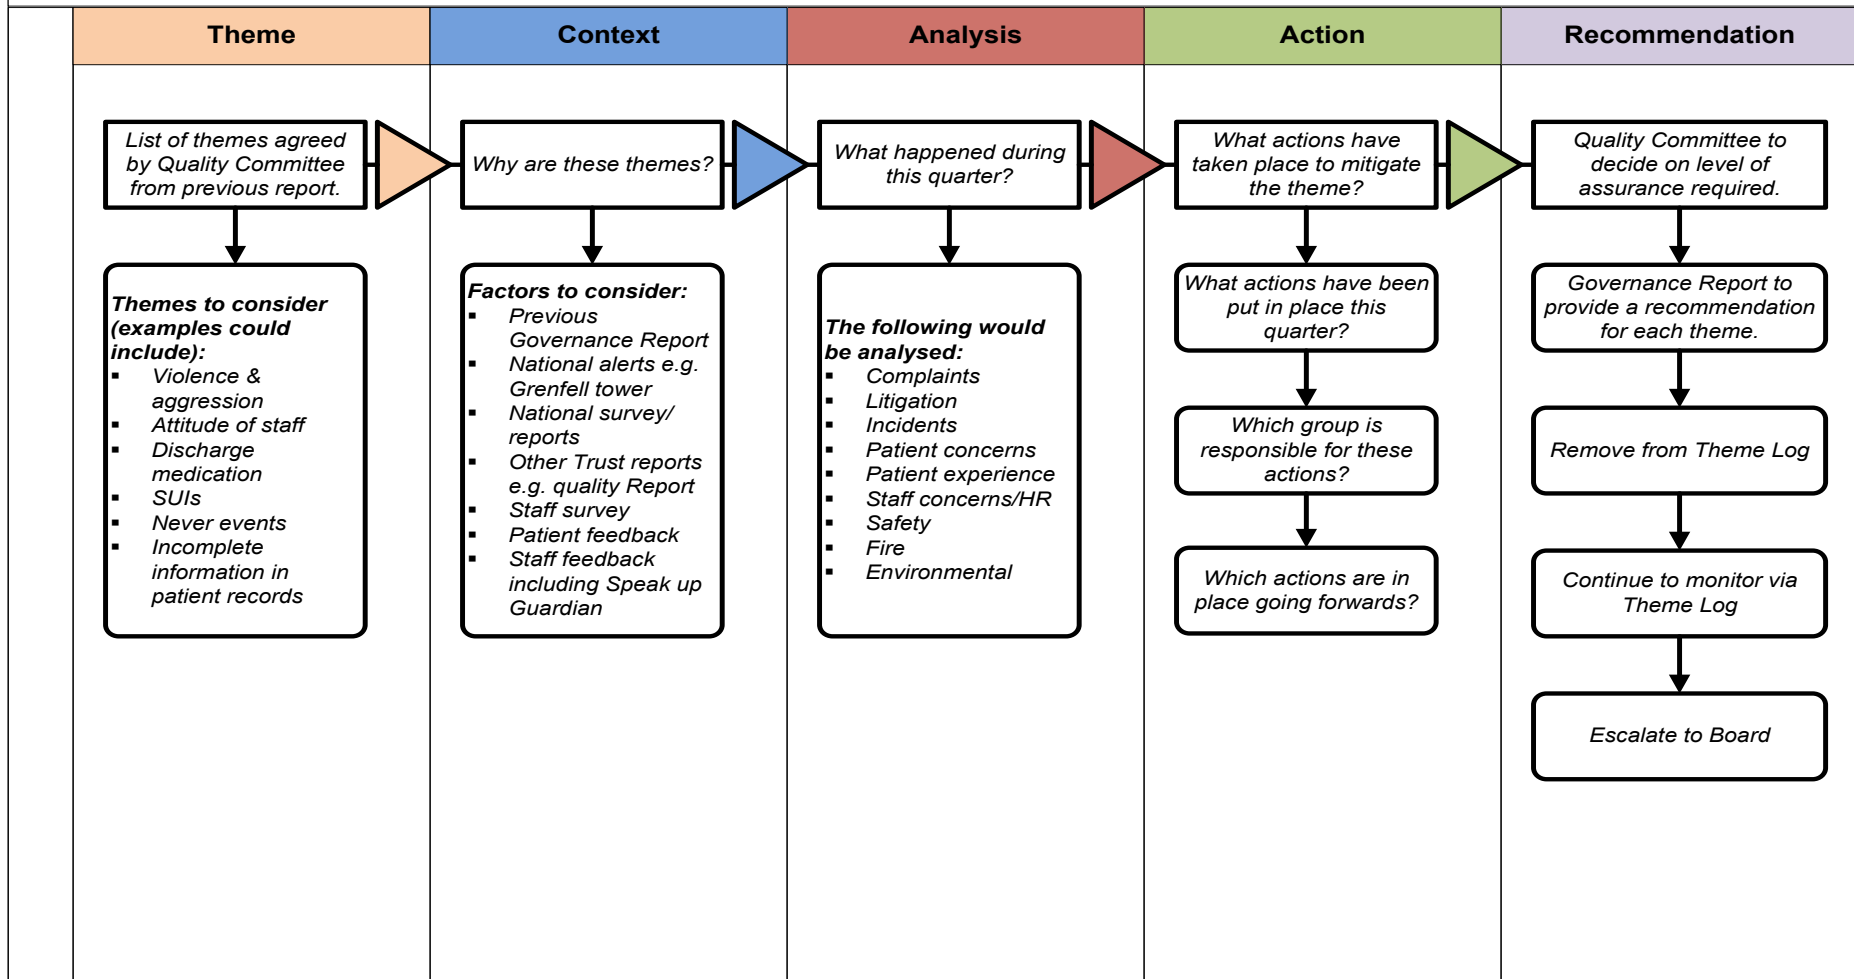 Theme
Context
Analysis
Action
Recommendation
List of themes agreed
by Quality Committee
from previous report.
Why are these themes?
What happened during
this quarter?
What actions have
taken place to mitigate
the theme?
Quality Committee to
decide on level of
assurance required.
Themes to consider
(examples could
include):
▪ Violence &
aggression
▪ Attitude of staff
▪ Discharge
medication
▪ SUIs
▪ Never events
▪ Incomplete
information in
patient records
Factors to consider:
▪ Previous
Governance Report
▪ National alerts e.g.
Grenfell tower
▪ National survey/
reports
▪ Other Trust reports
e.g. quality Report
▪ Staff survey
▪ Patient feedback
▪ Staff feedback
including Speak up
Guardian
The following would
be analysed:
▪ Complaints
▪ Litigation
▪ Incidents
▪ Patient concerns
▪ Patient experience
▪ Staff concerns/HR
▪ Safety
▪ Fire
▪ Environmental
What actions have been
put in place this
quarter?
Which group is
responsible for these
actions?
Which actions are in
place going forwards?
Governance Report to
provide a recommendation
for each theme.
Remove from Theme Log
Continue to monitor via
Theme Log
Escalate to Board